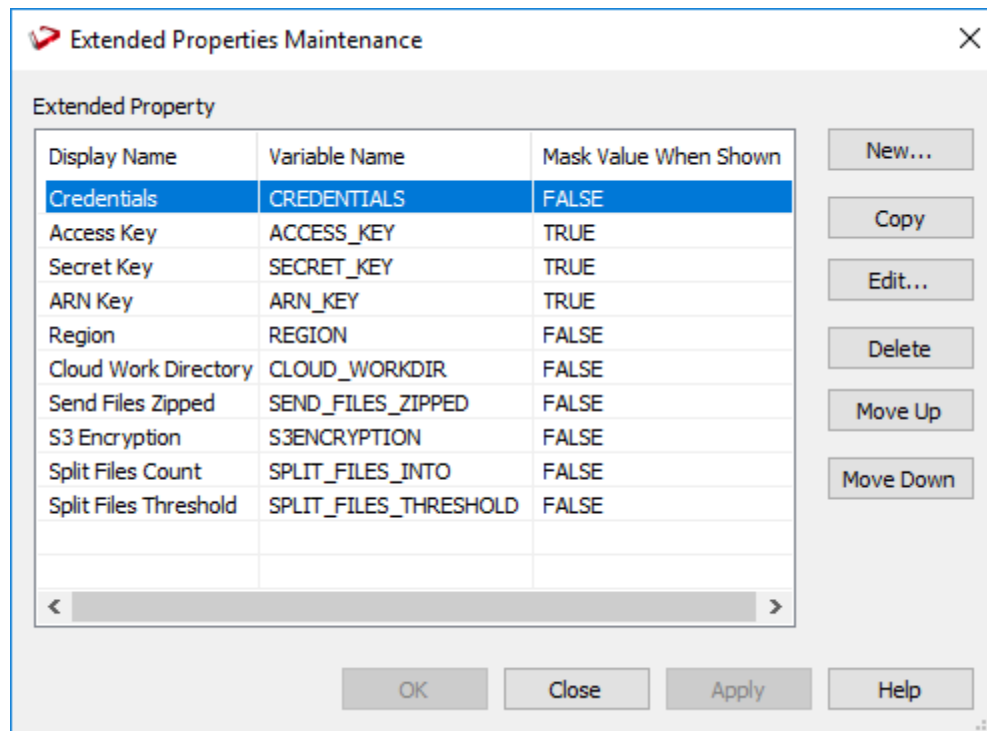 Extended Properties Maintenance
Extended Property
Display Name Variable Name Mask Value When Shown
Credentials CREDENTIALS FALSE
Access Key ACCESS_KEY TRUE
Secret Key SECRET_KEY TRUE
ARN Key ARN_KEY TRUE
Region REGION FALSE
Cloud Work Directory CLOUD_WORKDIR FALSE
Send Files Zipped SEND_FILES_ZIPPED FALSE
S3 Encryption S3ENCRYPTION FALSE
Split Files Count SPLIT_FILES_INTO FALSE
Split Files Threshold SPLIT_FILES_THRESHOLD FALSE
New...
Copy
Edit...
Delete
Move Up
Move Down
OK Close Apply Help